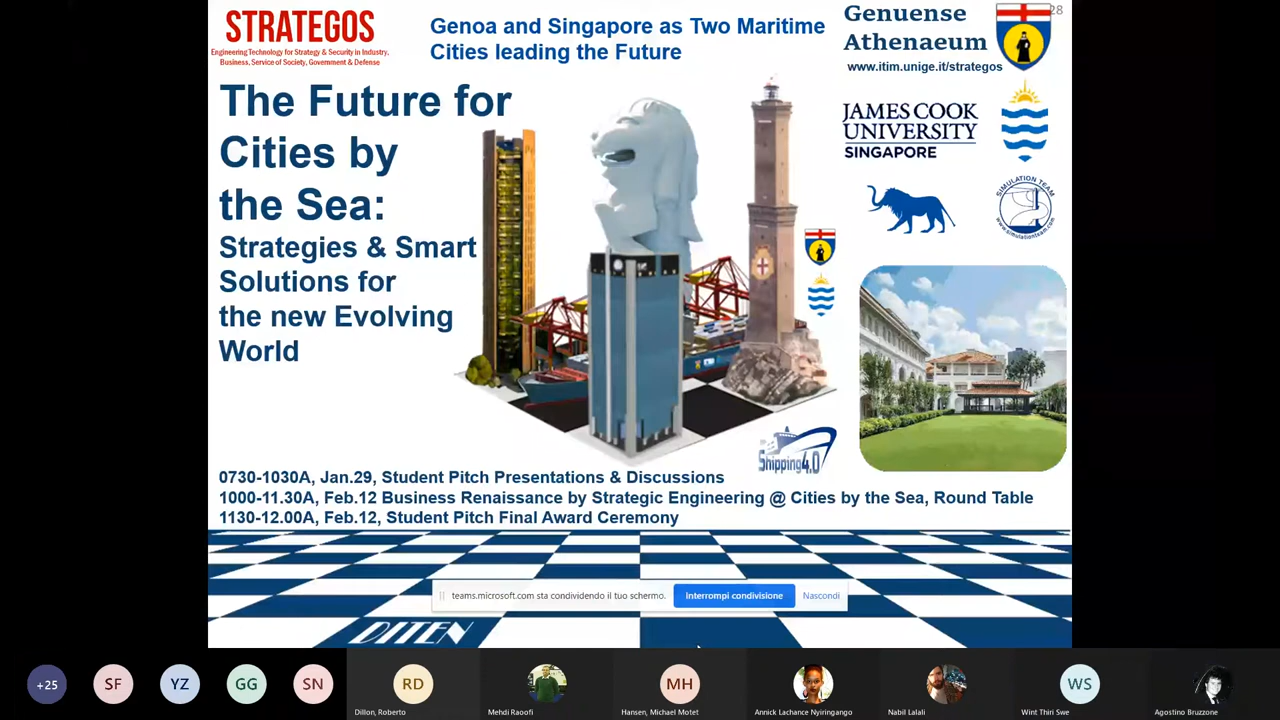 STRATEGOS
Engineering Technology for Strategy & Security in Industry,
Business, Service of Society, Government & Defense
Genoa and Singapore as Two Maritime
Cities leading the Future
Genuense
Athenaeum
28
www.itim.unige.it/strategos
The Future for
Cities by
the Sea:
Strategies & Smart
Solutions for
the new Evolving
World
JAMES COOK
UNIVERSITY
SINGAPORE
SIMULATION TEAM
www.simulationteam.com
Shipping4.0
0730-1030A, Jan.29, Student Pitch Presentations & Discussions
1000-11.30A, Feb.12 Business Renaissance by Strategic Engineering @ Cities by the Sea, Round Table
1130-12.00A, Feb.12, Student Pitch Final Award Ceremony
teams.microsoft.com sta condividendo il tuo schermo.
Interrompi condivisione
Nascondi
DITEN
+25
SF
YZ
GG
SN
RD
MH
WS
Dillon, Roberto
Mehdi Raoofi
Hansen, Michael Motet
Annick Lachance Nyiringango
Nabil Lalali
Wint Thiri Swe
Agostino Bruzzone